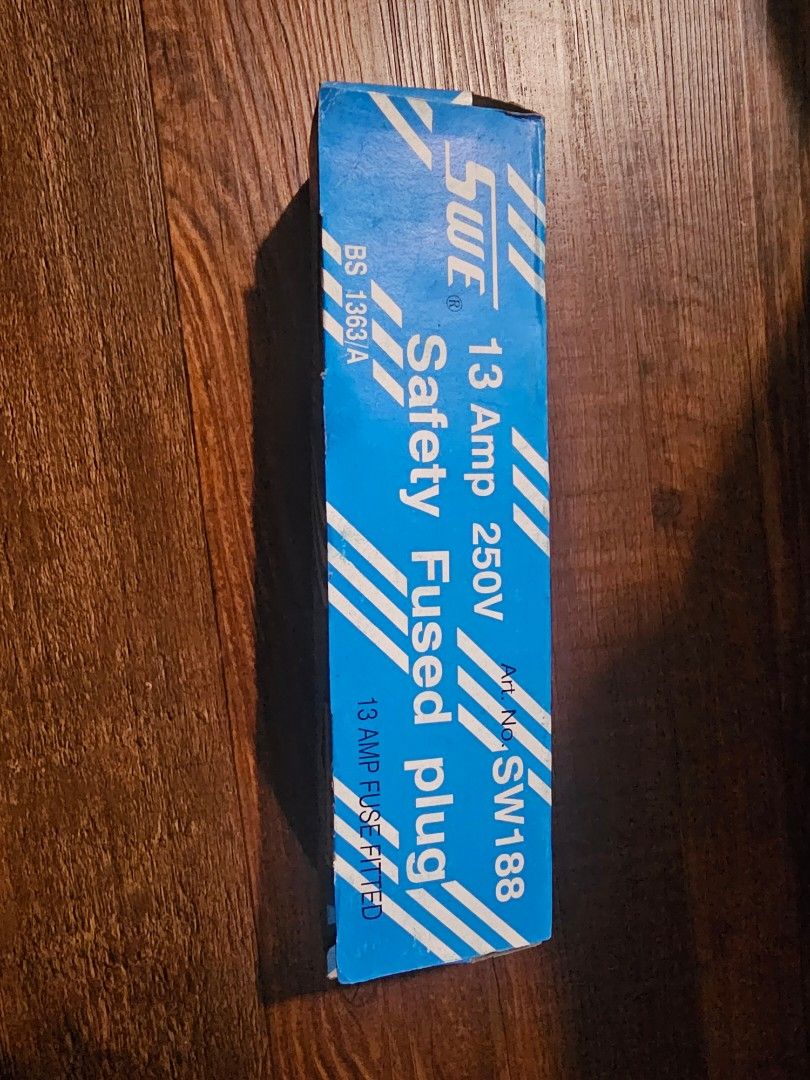 SWE ®
13 Amp 250V Art. No. SW188
Safety Fused plug
BS 1363/A
13 AMP FUSE FITTED